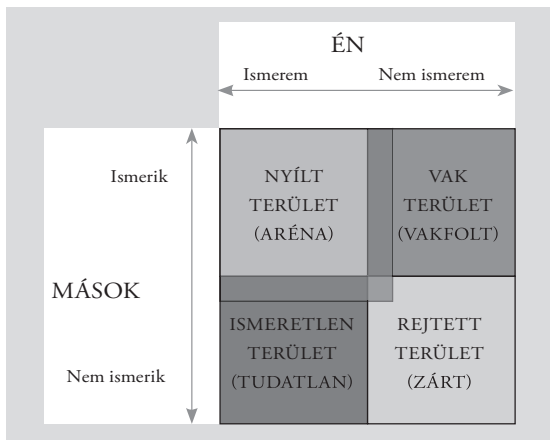 ÉN
Ismerem Nem ismerem
Ismerik
MÁSOK
Nem ismerik
NYÍLT
TERÜLET
(ARÉNA)
VAK
TERÜLET
(VAKFOLT)
ISMERETLEN
TERÜLET
(TUDATLAN)
REJTETT
TERÜLET
(ZÁRT)